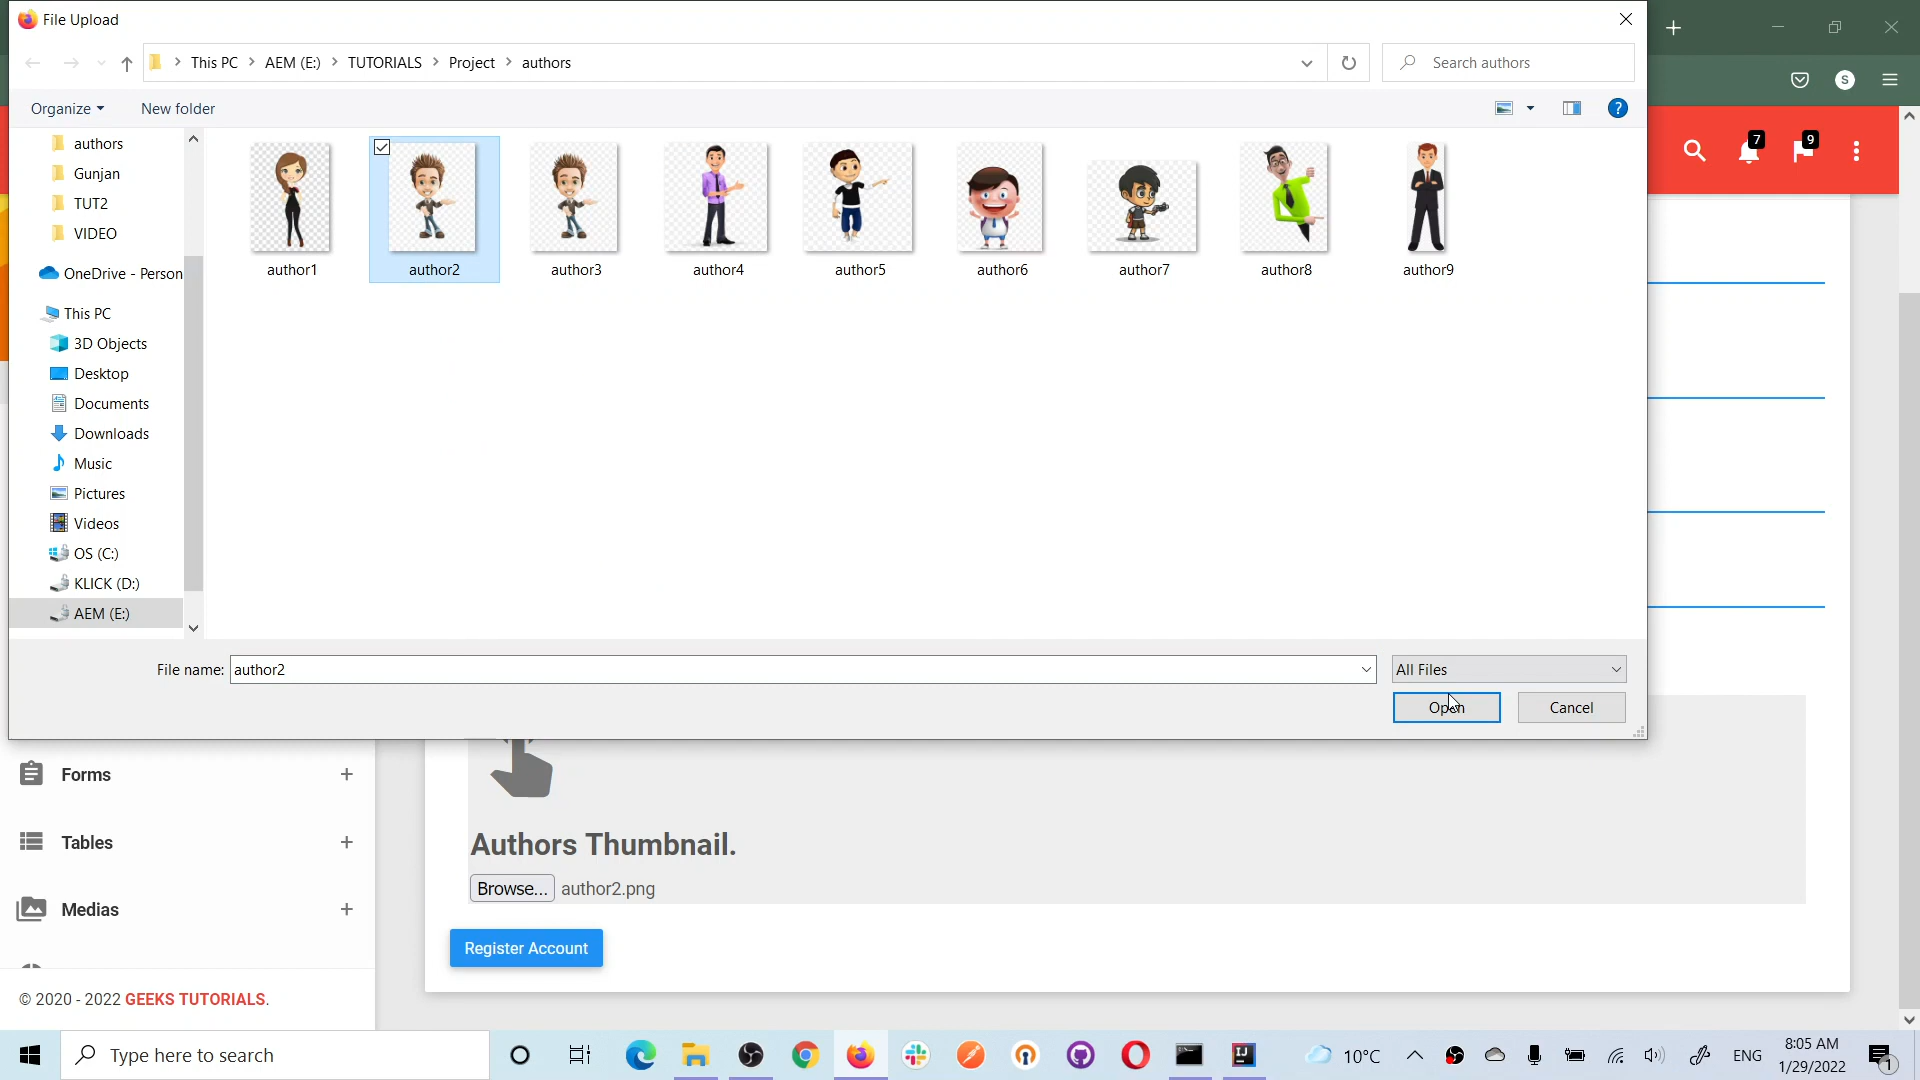 File Upload
This PC > AEM (E:) > TUTORIALS > Project > authors
Search authors
Organize
New folder
S
7
9
authors
Gunjan
TUT2
VIDEO
OneDrive - Person
This PC
3D Objects
Desktop
Documents
Downloads
Music
Pictures
Videos
OS (C:)
KLICK (D:)
AEM (E:)
author1
author2
author3
author4
author5
author6
author7
author8
author9
File name: author2
All Files
Open
Cancel
Forms
Tables
Medias
© 2020 - 2022 GEEKS TUTORIALS.
Authors Thumbnail.
Browse... author2.png
Register Account
Type here to search
10°C
ENG
8:05 AM
1/29/2022
1